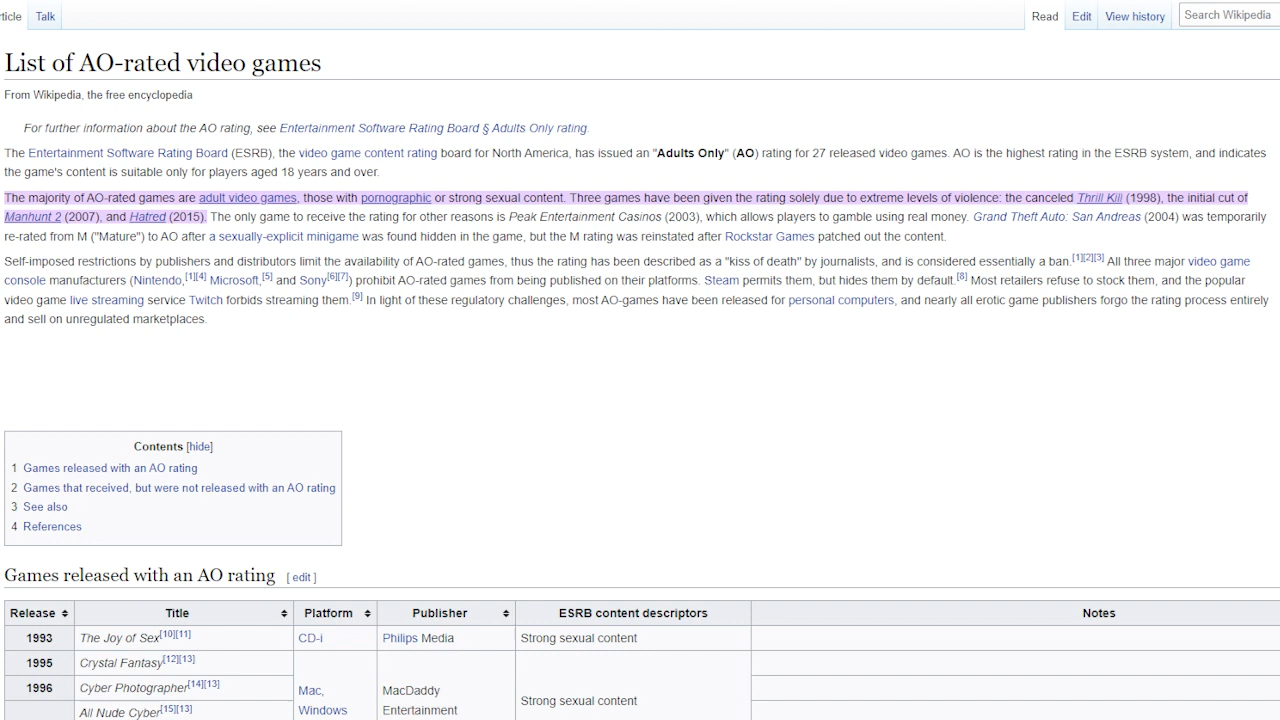 Talk Read Edit View history Search Wikipedia
List of AO-rated video games
From Wikipedia, the free encyclopedia
For further information about the AO rating, see Entertainment Software Rating Board § Adults Only rating.
The Entertainment Software Rating Board (ESRB), the video game content rating board for North America, has issued an "Adults Only" (AO) rating for 27 released video games. AO is the highest rating in the ESRB system, and indicates
the game's content is suitable only for players aged 18 years and over.
The majority of AO-rated games are adult video games, those with pornographic or strong sexual content. Three games have been given the rating solely due to extreme levels of violence: the canceled Thrill Kill (1998), the initial cut of
Manhunt 2 (2007), and Hatred (2015). The only game to receive the rating for other reasons is Peak Entertainment Casinos (2003), which allows players to gamble using real money. Grand Theft Auto: San Andreas (2004) was temporarily
re-rated from M ("Mature") to AO after a sexually-explicit minigame was found hidden in the game, but the M rating was reinstated after Rockstar Games patched out the content.
Self-imposed restrictions by publishers and distributors limit the availability of AO-rated games, thus the rating has been described as a "kiss of death" by journalists, and is considered essentially a ban.[1][2][3] All three major video game
console manufacturers (Nintendo,[1][4] Microsoft,[5] and Sony[6][7]) prohibit AO-rated games from being published on their platforms. Steam permits them, but hides them by default.[8] Most retailers refuse to stock them, and the popular
video game live streaming service Twitch forbids streaming them.[9] In light of these regulatory challenges, most AO-games have been released for personal computers, and nearly all erotic game publishers forgo the rating process entirely
and sell on unregulated marketplaces.
Contents [hide]
1 Games released with an AO rating
2 Games that received, but were not released with an AO rating
3 See also
4 References
Games released with an AO rating [ edit ]
Release Title Platform Publisher ESRB content descriptors Notes
1993 The Joy of Sex[10][11] CD-i Philips Media Strong sexual content
1995 Crystal Fantasy[12][13]
1996 Cyber Photographer[14][13]
Mac, MacDaddy
Strong sexual content
Windows Entertainment
All Nude Cyber[15][13]